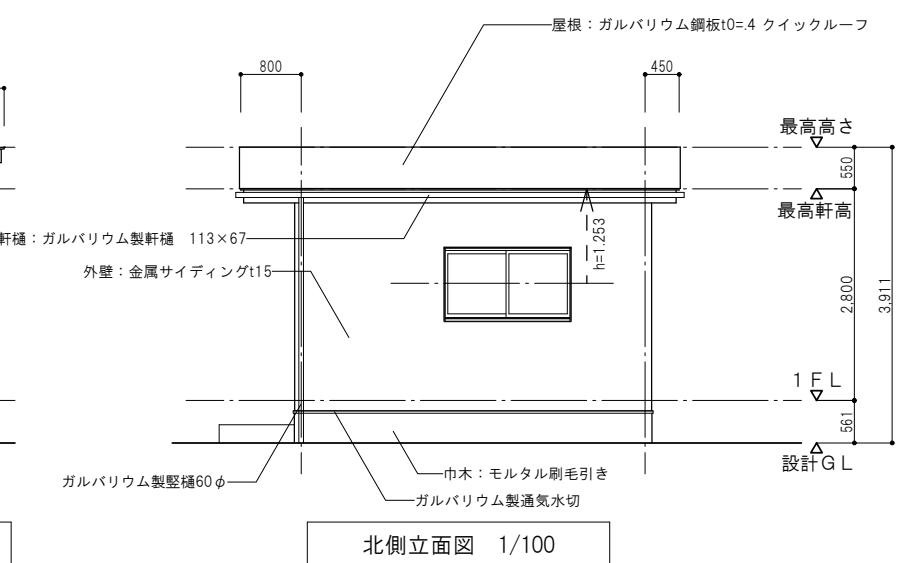 屋根：ガルバリウム鋼板t0=.4 クイックルーフ
800
450
最高高さ
550
最高軒高
軒樋：ガルバリウム製軒樋　113×67
h=1.253
外壁：金属サイディングt15
2,800
3,911
１ＦＬ
561
設計ＧＬ
ガルバリウム製竪樋60φ
巾木：モルタル刷毛引き
ガルバリウム製通気水切
北側立面図　1/100